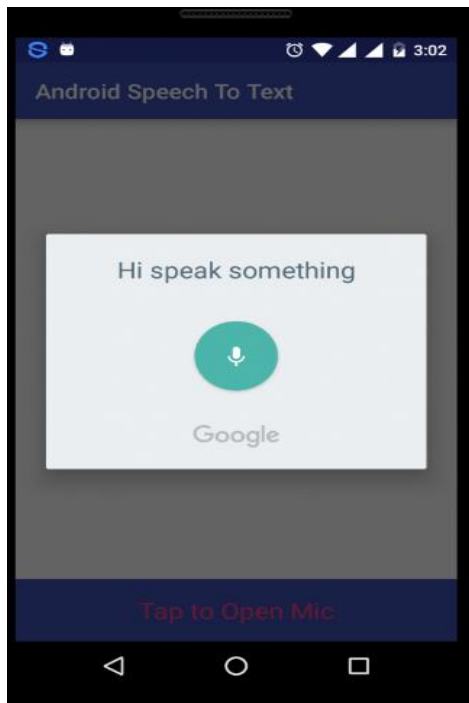 3:02
Android Speech To Text
Hi speak something
Google
Tap to Open Mic